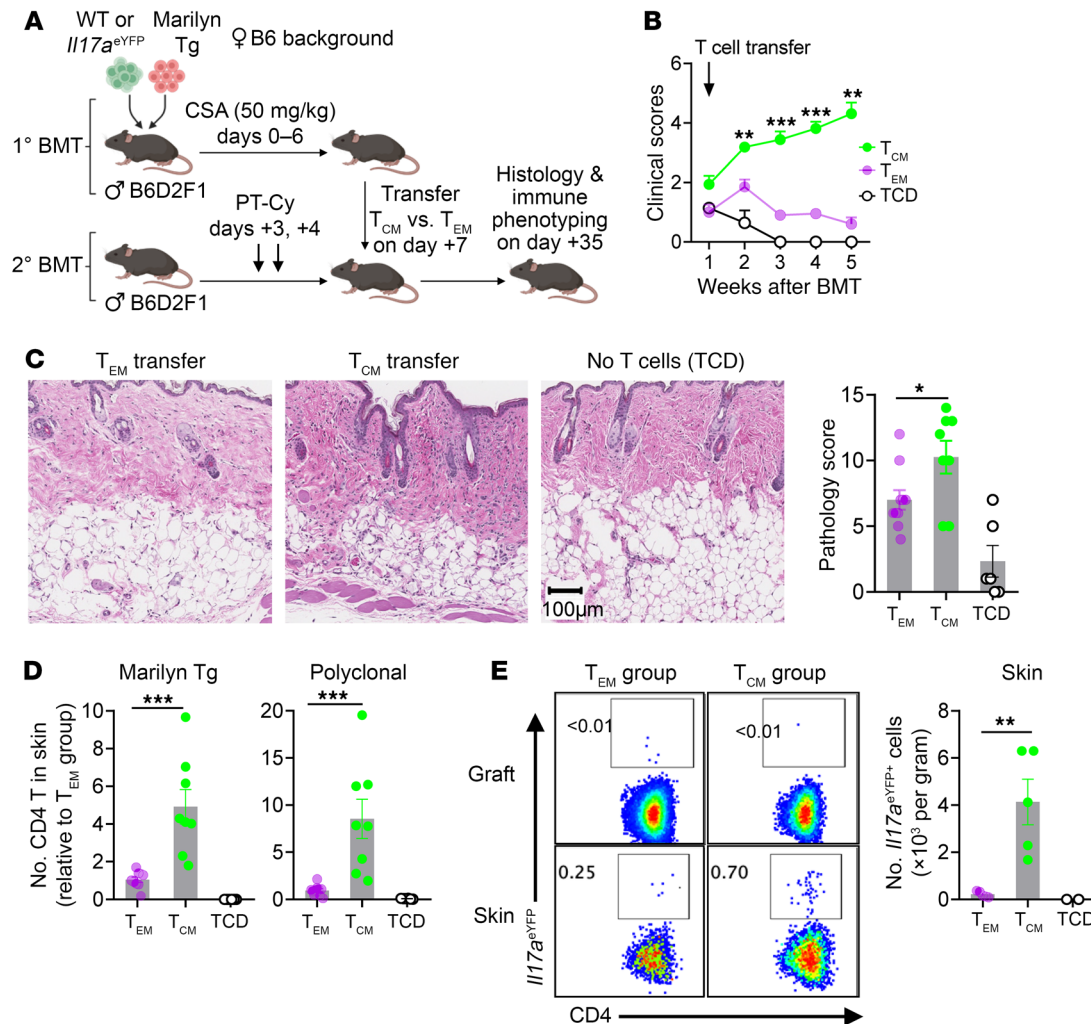 A
WT or
Il17a^eYFP
Marilyn
Tg
♀ B6 background
1° BMT
CSA (50 mg/kg)
days 0–6
♂ B6D2F1
PT-Cy
days +3, +4
Transfer
T_CM vs. T_EM
on day +7
Histology &
immune
phenotyping
on day +35
2° BMT
♂ B6D2F1
B
T cell transfer
Clinical scores
6
4
2
0
** *** *** **
T_CM
T_EM
TCD
1 2 3 4 5
Weeks after BMT
C
T_EM transfer
T_CM transfer
No T cells (TCD)
100μm
Pathology score
15
10
5
0
*
T_EM T_CM TCD
D
Marilyn Tg
No. CD4 T in skin
(relative to T_EM group)
10
8
6
4
2
0
***
T_EM T_CM TCD
Polyclonal
20
15
10
5
0
***
T_EM T_CM TCD
E
T_EM group
T_CM group
Graft
<0.01
<0.01
Skin
0.25
0.70
Il17a^eYFP
CD4
Skin
No. Il17a^eYFP+ cells
(×10³ per gram)
8
6
4
2
0
**
T_EM T_CM TCD